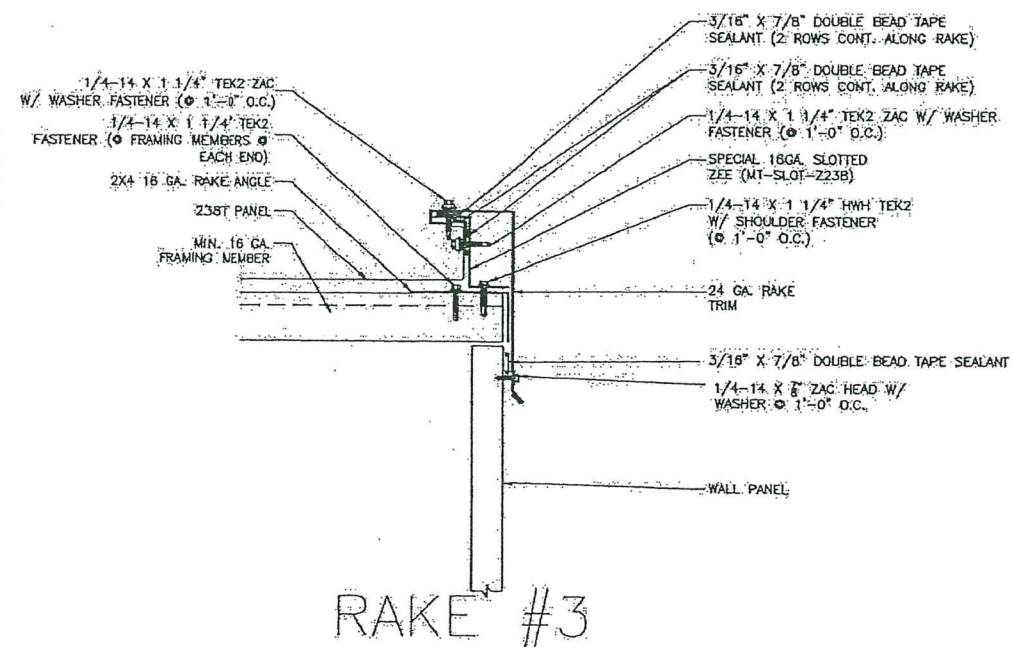 3/16" X 7/8" DOUBLE BEAD TAPE
SEALANT (2 ROWS CONT. ALONG RAKE)
3/16" X 7/8" DOUBLE BEAD TAPE
SEALANT (2 ROWS CONT. ALONG RAKE)
1/4-14 X 1 1/4" TEK2 ZAC W/ WASHER
FASTENER (@ 1'-0" O.C.)
SPECIAL 16GA. SLOTTED
ZEE (MT-SLOT-Z238)
1/4-14 X 1 1/4" HWH TEK2
W/ SHOULDER FASTENER
(@ 1'-0" O.C.)
24 GA. RAKE
TRIM
3/16" X 7/8" DOUBLE BEAD TAPE SEALANT
1/4-14 X 7/8" ZAC HEAD W/
WASHER @ 1'-0" O.C.
WALL PANEL
1/4-14 X 1 1/4" TEK2 ZAC
W/ WASHER FASTENER (@ 1'-0" O.C.)
1/4-14 X 1 1/4" TEK2
FASTENER (@ FRAMING MEMBERS @
EACH END)
2X4 16 GA. RAKE ANGLE
238T PANEL
MIN. 16 GA.
FRAMING MEMBER
RAKE #3